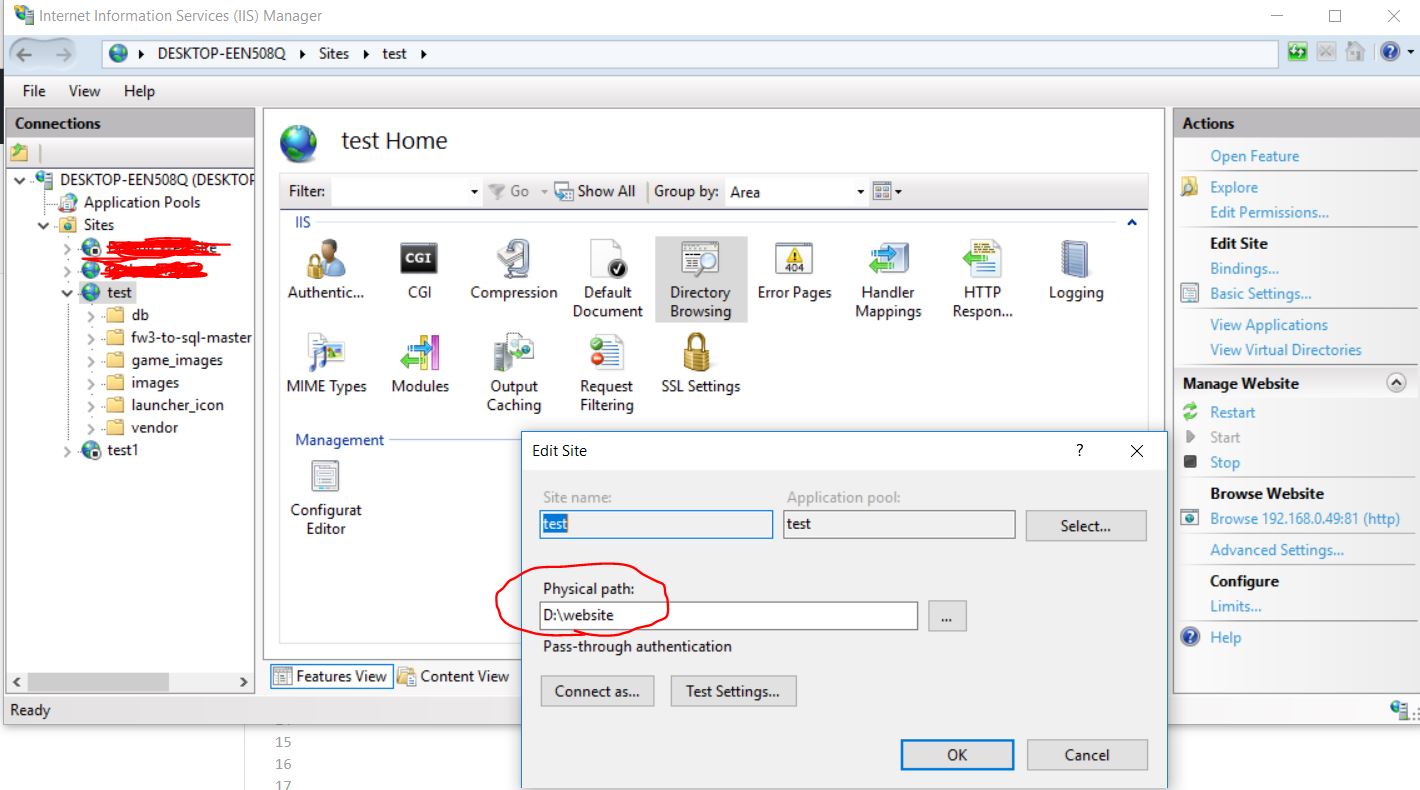 Internet Information Services (IIS) Manager
DESKTOP-EEN508Q Sites test
File View Help
Connections
DESKTOP-EEN508Q (DESKTOP
Application Pools
Sites
test
db
fw3-to-sql-master
game_images
images
launcher_icon
vendor
test1
Ready
test Home
Filter: Go Show All Group by: Area
IIS
Authentic...
CGI
Compression
Default
Document
Directory
Browsing
Error Pages
Handler
Mappings
HTTP
Respon...
Logging
MIME Types
Modules
Output
Caching
Request
Filtering
SSL Settings
Management
Configurat
Editor
Features View Content View
Edit Site ?
Site name: Application pool:
test test Select...
Physical path:
D:\website ...
Pass-through authentication
Connect as... Test Settings...
OK Cancel
Actions
Open Feature
Explore
Edit Permissions...
Edit Site
Bindings...
Basic Settings...
View Applications
View Virtual Directories
Manage Website
Restart
Start
Stop
Browse Website
Browse 192.168.0.49:81 (http)
Advanced Settings...
Configure
Limits...
Help
15
16
17